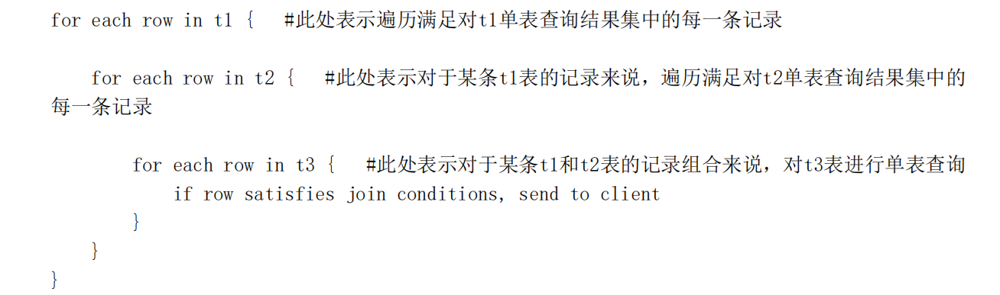 for each row in t1 {   #此处表示遍历满足对t1单表查询结果集中的每一条记录
    for each row in t2 {   #此处表示对于某条t1表的记录来说，遍历满足对t2单表查询结果集中的
每一条记录
        for each row in t3 {   #此处表示对于某条t1和t2表的记录组合来说，对t3表进行单表查询
            if row satisfies join conditions, send to client
        }
    }
}